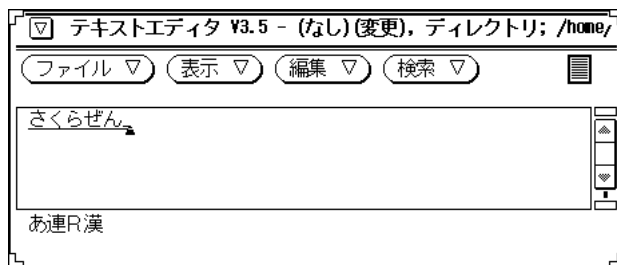 テキストエディタ V3.5 - (なし)(変更), ディレクトリ; /home/
ファイル ▽ 表示 ▽ 編集 ▽ 検索 ▽
さくらぜん
あ連R漢